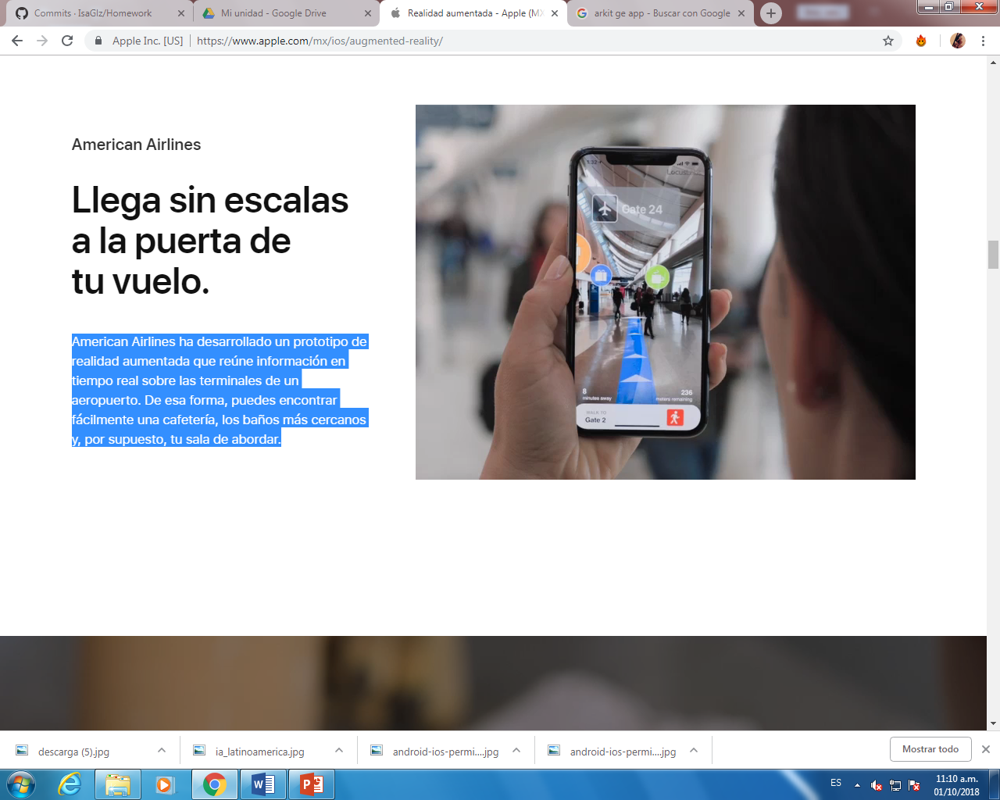 Commits · IsaGlz/Homework
Mi unidad - Google Drive
Realidad aumentada - Apple (MX
arkit ge app - Buscar con Google
Apple Inc. [US]
https://www.apple.com/mx/ios/augmented-reality/
American Airlines
Llega sin escalas
a la puerta de
tu vuelo.
American Airlines ha desarrollado un prototipo de
realidad aumentada que reúne información en
tiempo real sobre las terminales de un
aeropuerto. De esa forma, puedes encontrar
fácilmente una cafetería, los baños más cercanos
y, por supuesto, tu sala de abordar.
1:32
Gate 24
8
minutes away
236
meters remaining
WALK TO
Gate 2
descarga (5).jpg
ia_latinoamerica.jpg
android-ios-permi....jpg
android-ios-permi....jpg
Mostrar todo
ES
11:10 a.m.
01/10/2018